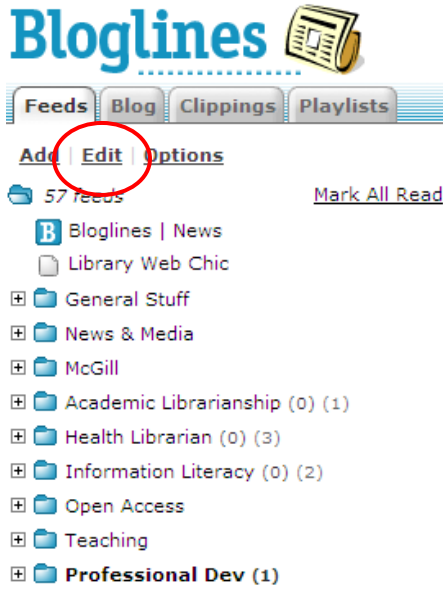 Bloglines
Feeds Blog Clippings Playlists
Add | Edit | Options
57 feeds Mark All Read
B Bloglines | News
Library Web Chic
General Stuff
News & Media
McGill
Academic Librarianship (0) (1)
Health Librarian (0) (3)
Information Literacy (0) (2)
Open Access
Teaching
Professional Dev (1)